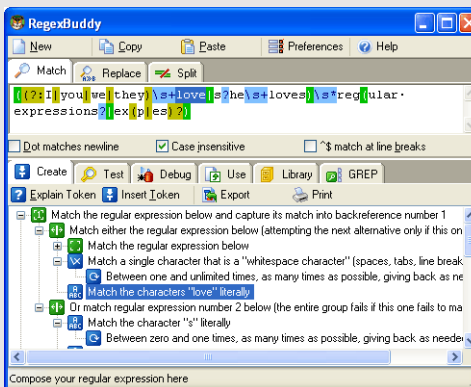 RegexBuddy
New Copy Paste Preferences Help
Match Replace Split
((?:I|you|we|they)\s+love|s?he\s+loves)\s*reg(ular·
expressions?|ex(p|es)?)
Dot matches newline Case insensitive ^$ match at line breaks
Create Test Debug Use Library GREP
Explain Token Insert Token Export Print
Match the regular expression below and capture its match into backreference number 1
Match either the regular expression below (attempting the next alternative only if this on
Match the regular expression below
Match a single character that is a "whitespace character" (spaces, tabs, line break
Between one and unlimited times, as many times as possible, giving back as ne
Match the characters "love" literally
Or match regular expression number 2 below (the entire group fails if this one fails to ma
Match the character "s" literally
Between zero and one times, as many times as possible, giving back as needed
Compose your regular expression here